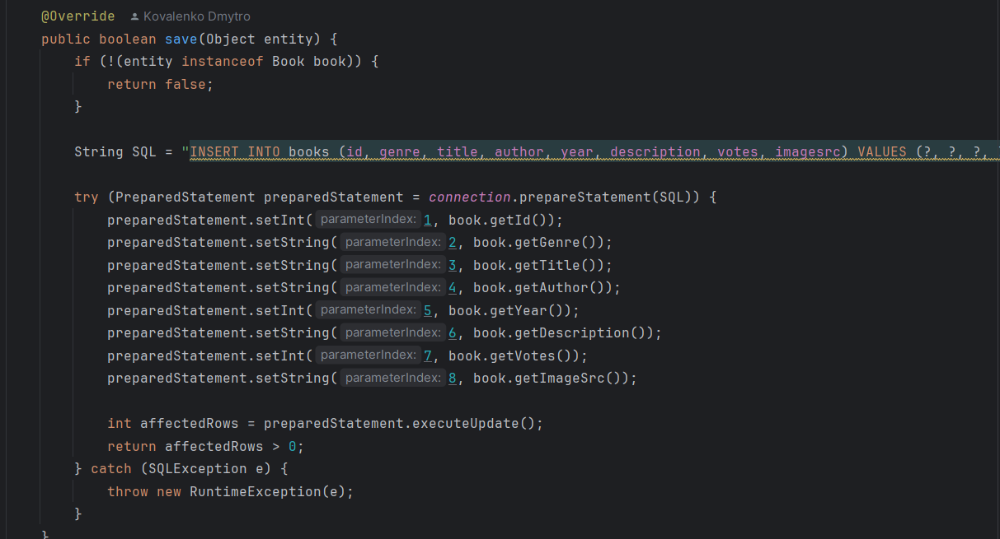 @Override Kovalenko Dmytro
public boolean save(Object entity) {
if (!(entity instanceof Book book)) {
return false;
}
String SQL = "INSERT INTO books (id, genre, title, author, year, description, votes, imagesrc) VALUES (?, ?, ?,
try (PreparedStatement preparedStatement = connection.prepareStatement(SQL)) {
preparedStatement.setInt( parameterIndex: 1, book.getId());
preparedStatement.setString( parameterIndex: 2, book.getGenre());
preparedStatement.setString( parameterIndex: 3, book.getTitle());
preparedStatement.setString( parameterIndex: 4, book.getAuthor());
preparedStatement.setInt( parameterIndex: 5, book.getYear());
preparedStatement.setString( parameterIndex: 6, book.getDescription());
preparedStatement.setInt( parameterIndex: 7, book.getVotes());
preparedStatement.setString( parameterIndex: 8, book.getImageSrc());
int affectedRows = preparedStatement.executeUpdate();
return affectedRows > 0;
} catch (SQLException e) {
throw new RuntimeException(e);
}
}